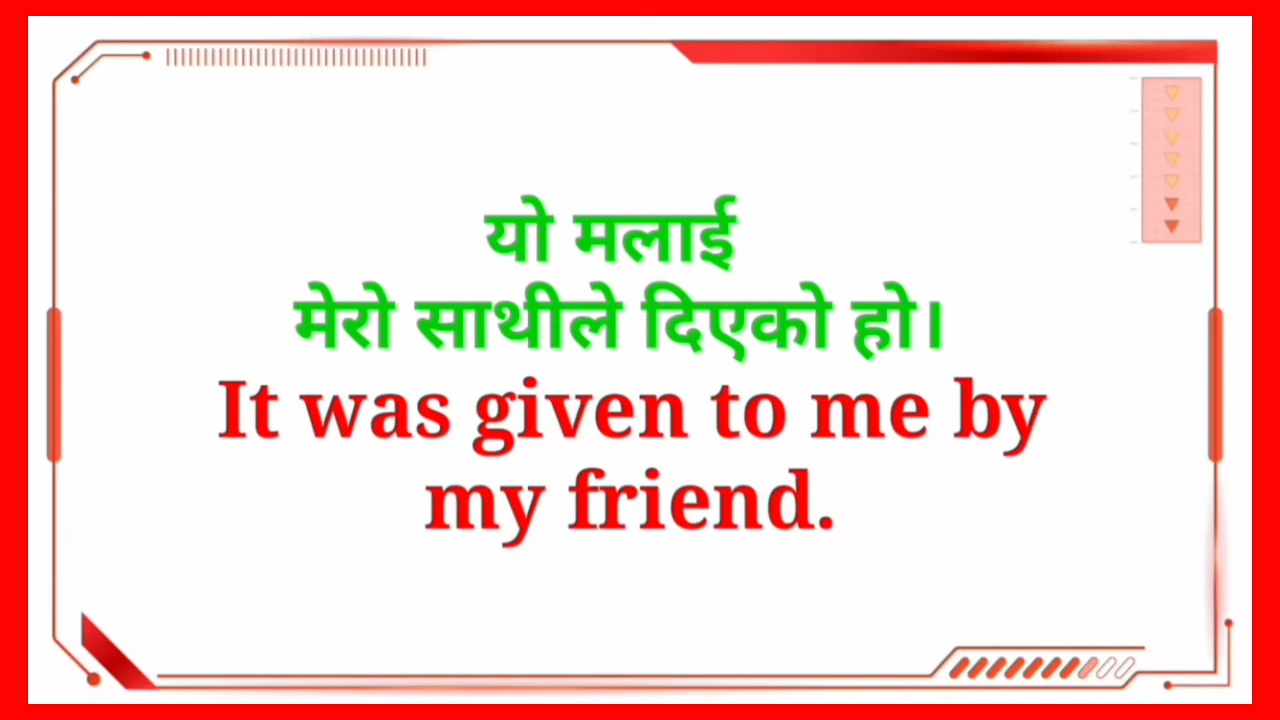 यो मलाई
मेरो साथीले दिएको हो।
It was given to me by
my friend.